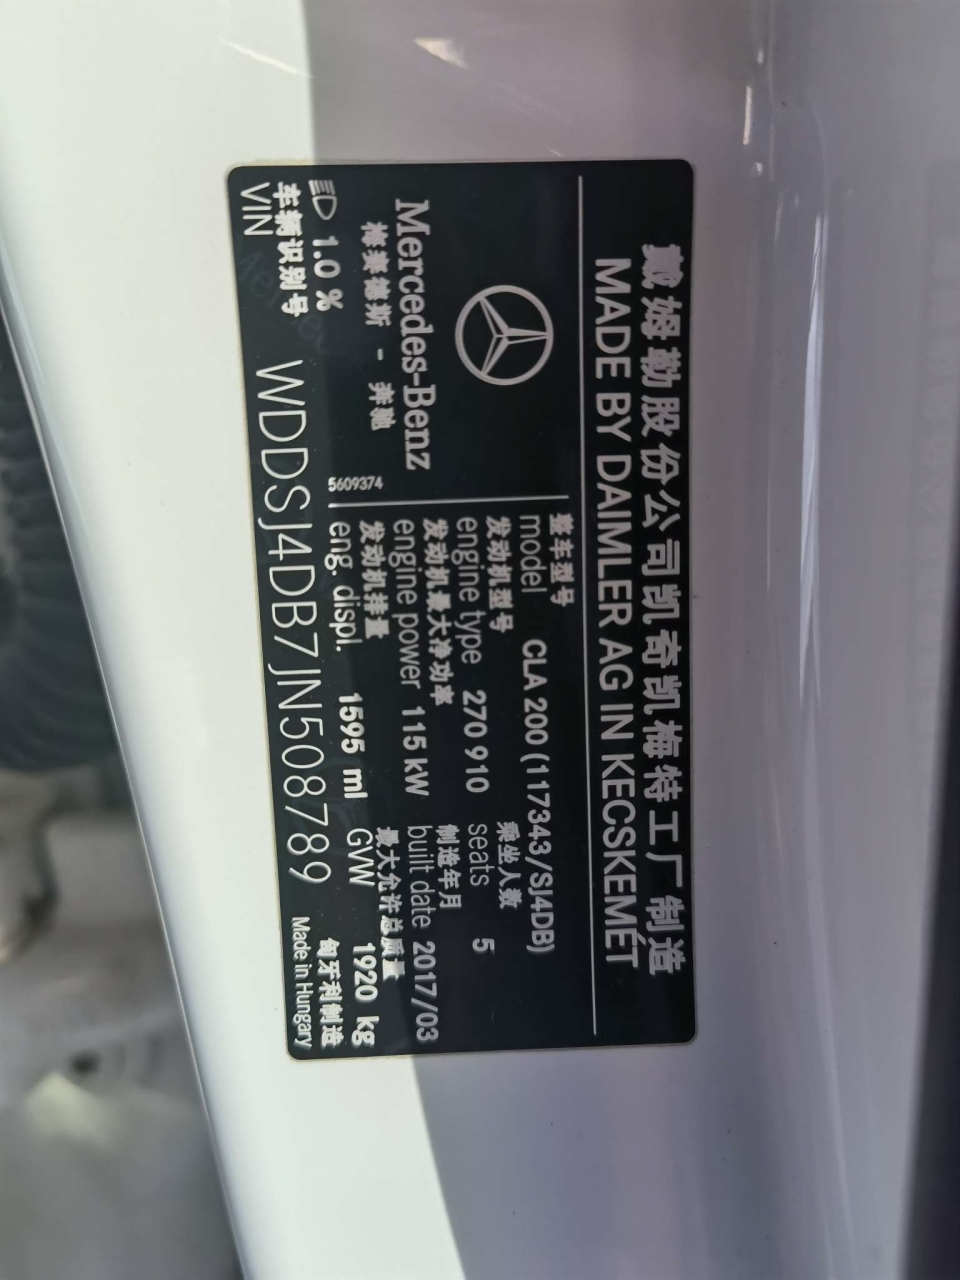 戴姆勒股份公司凯奇凯梅特工厂制造
MADE BY DAIMLER AG IN KECSKEMÉT
Mercedes-Benz
梅赛德斯 - 奔驰
5609374
整车型号
model CLA 200 (117343/SJ4DB)
发动机型号 乘坐人数
engine type 270 910 seats 5
发动机最大净功率 制造年月
engine power 115 kW built date 2017/03
发动机排量 最大允许总质量
eng. displ. 1595 ml GVW 1920 kg
1.0 %
车辆识别号 匈牙利制造
VIN WDDSJ4DB7JN508789 Made in Hungary